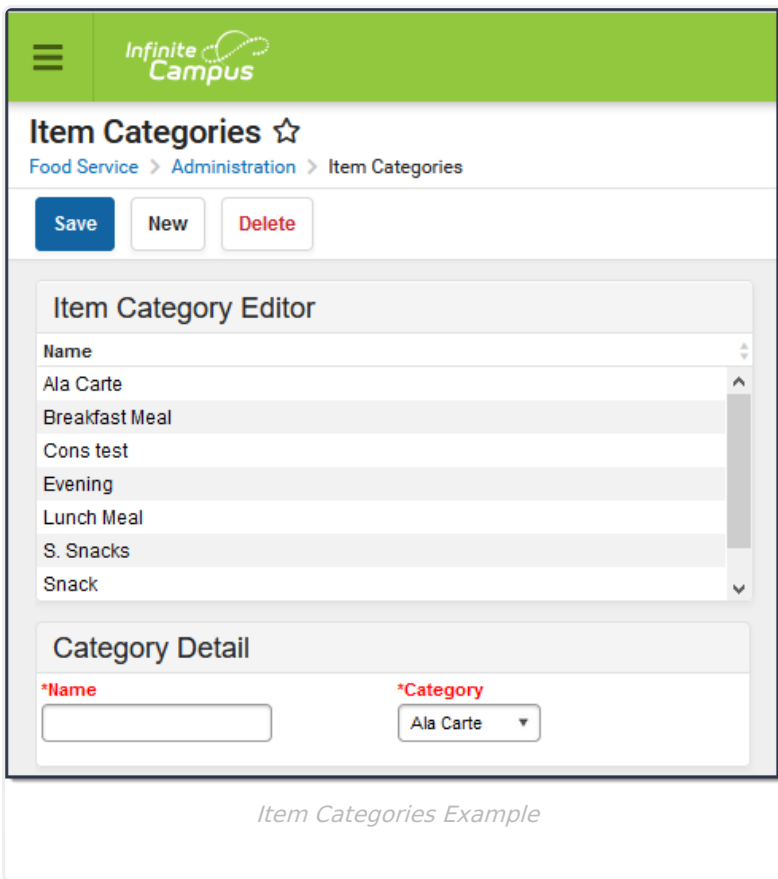 Infinite
Campus
Item Categories
Food Service > Administration > Item Categories
Save New Delete
Item Category Editor
Name
Ala Carte
Breakfast Meal
Cons test
Evening
Lunch Meal
S. Snacks
Snack
Category Detail
*Name *Category
Ala Carte
Item Categories Example